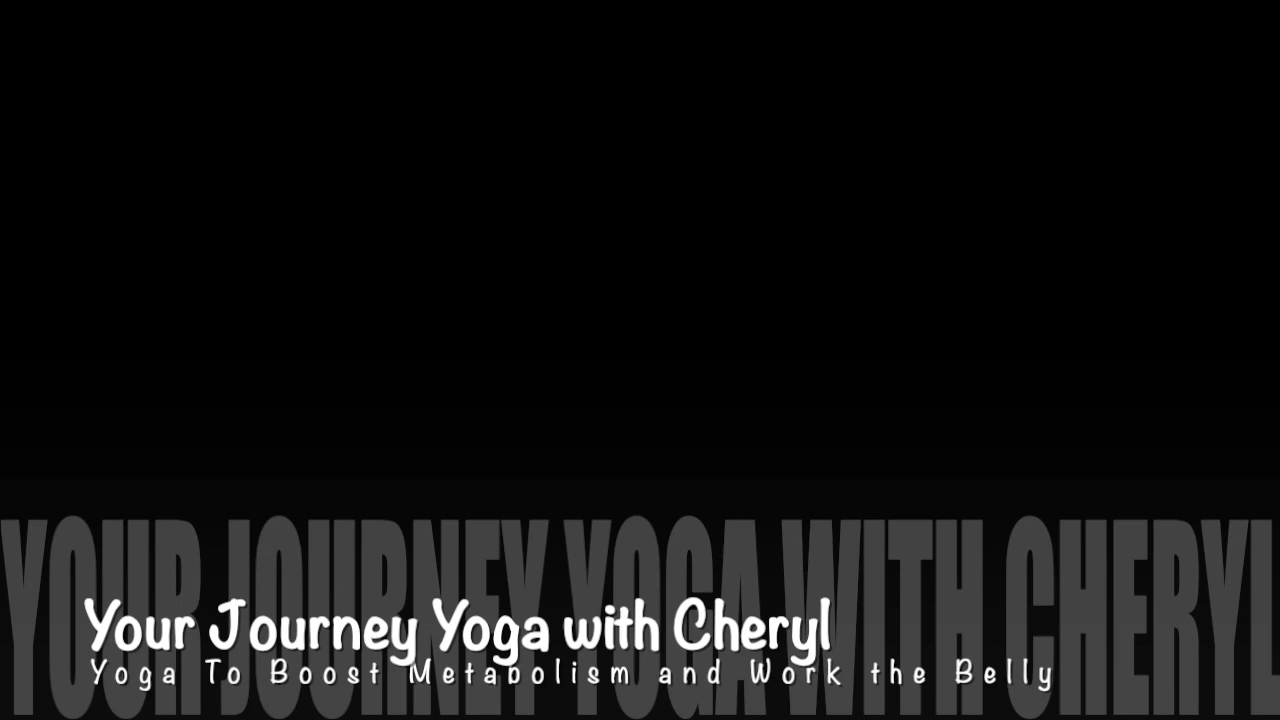 YOUR JOURNEY YOGA WITH CHERYL
Your Journey Yoga with Cheryl
Yoga To Boost Metabolism and Work the Belly